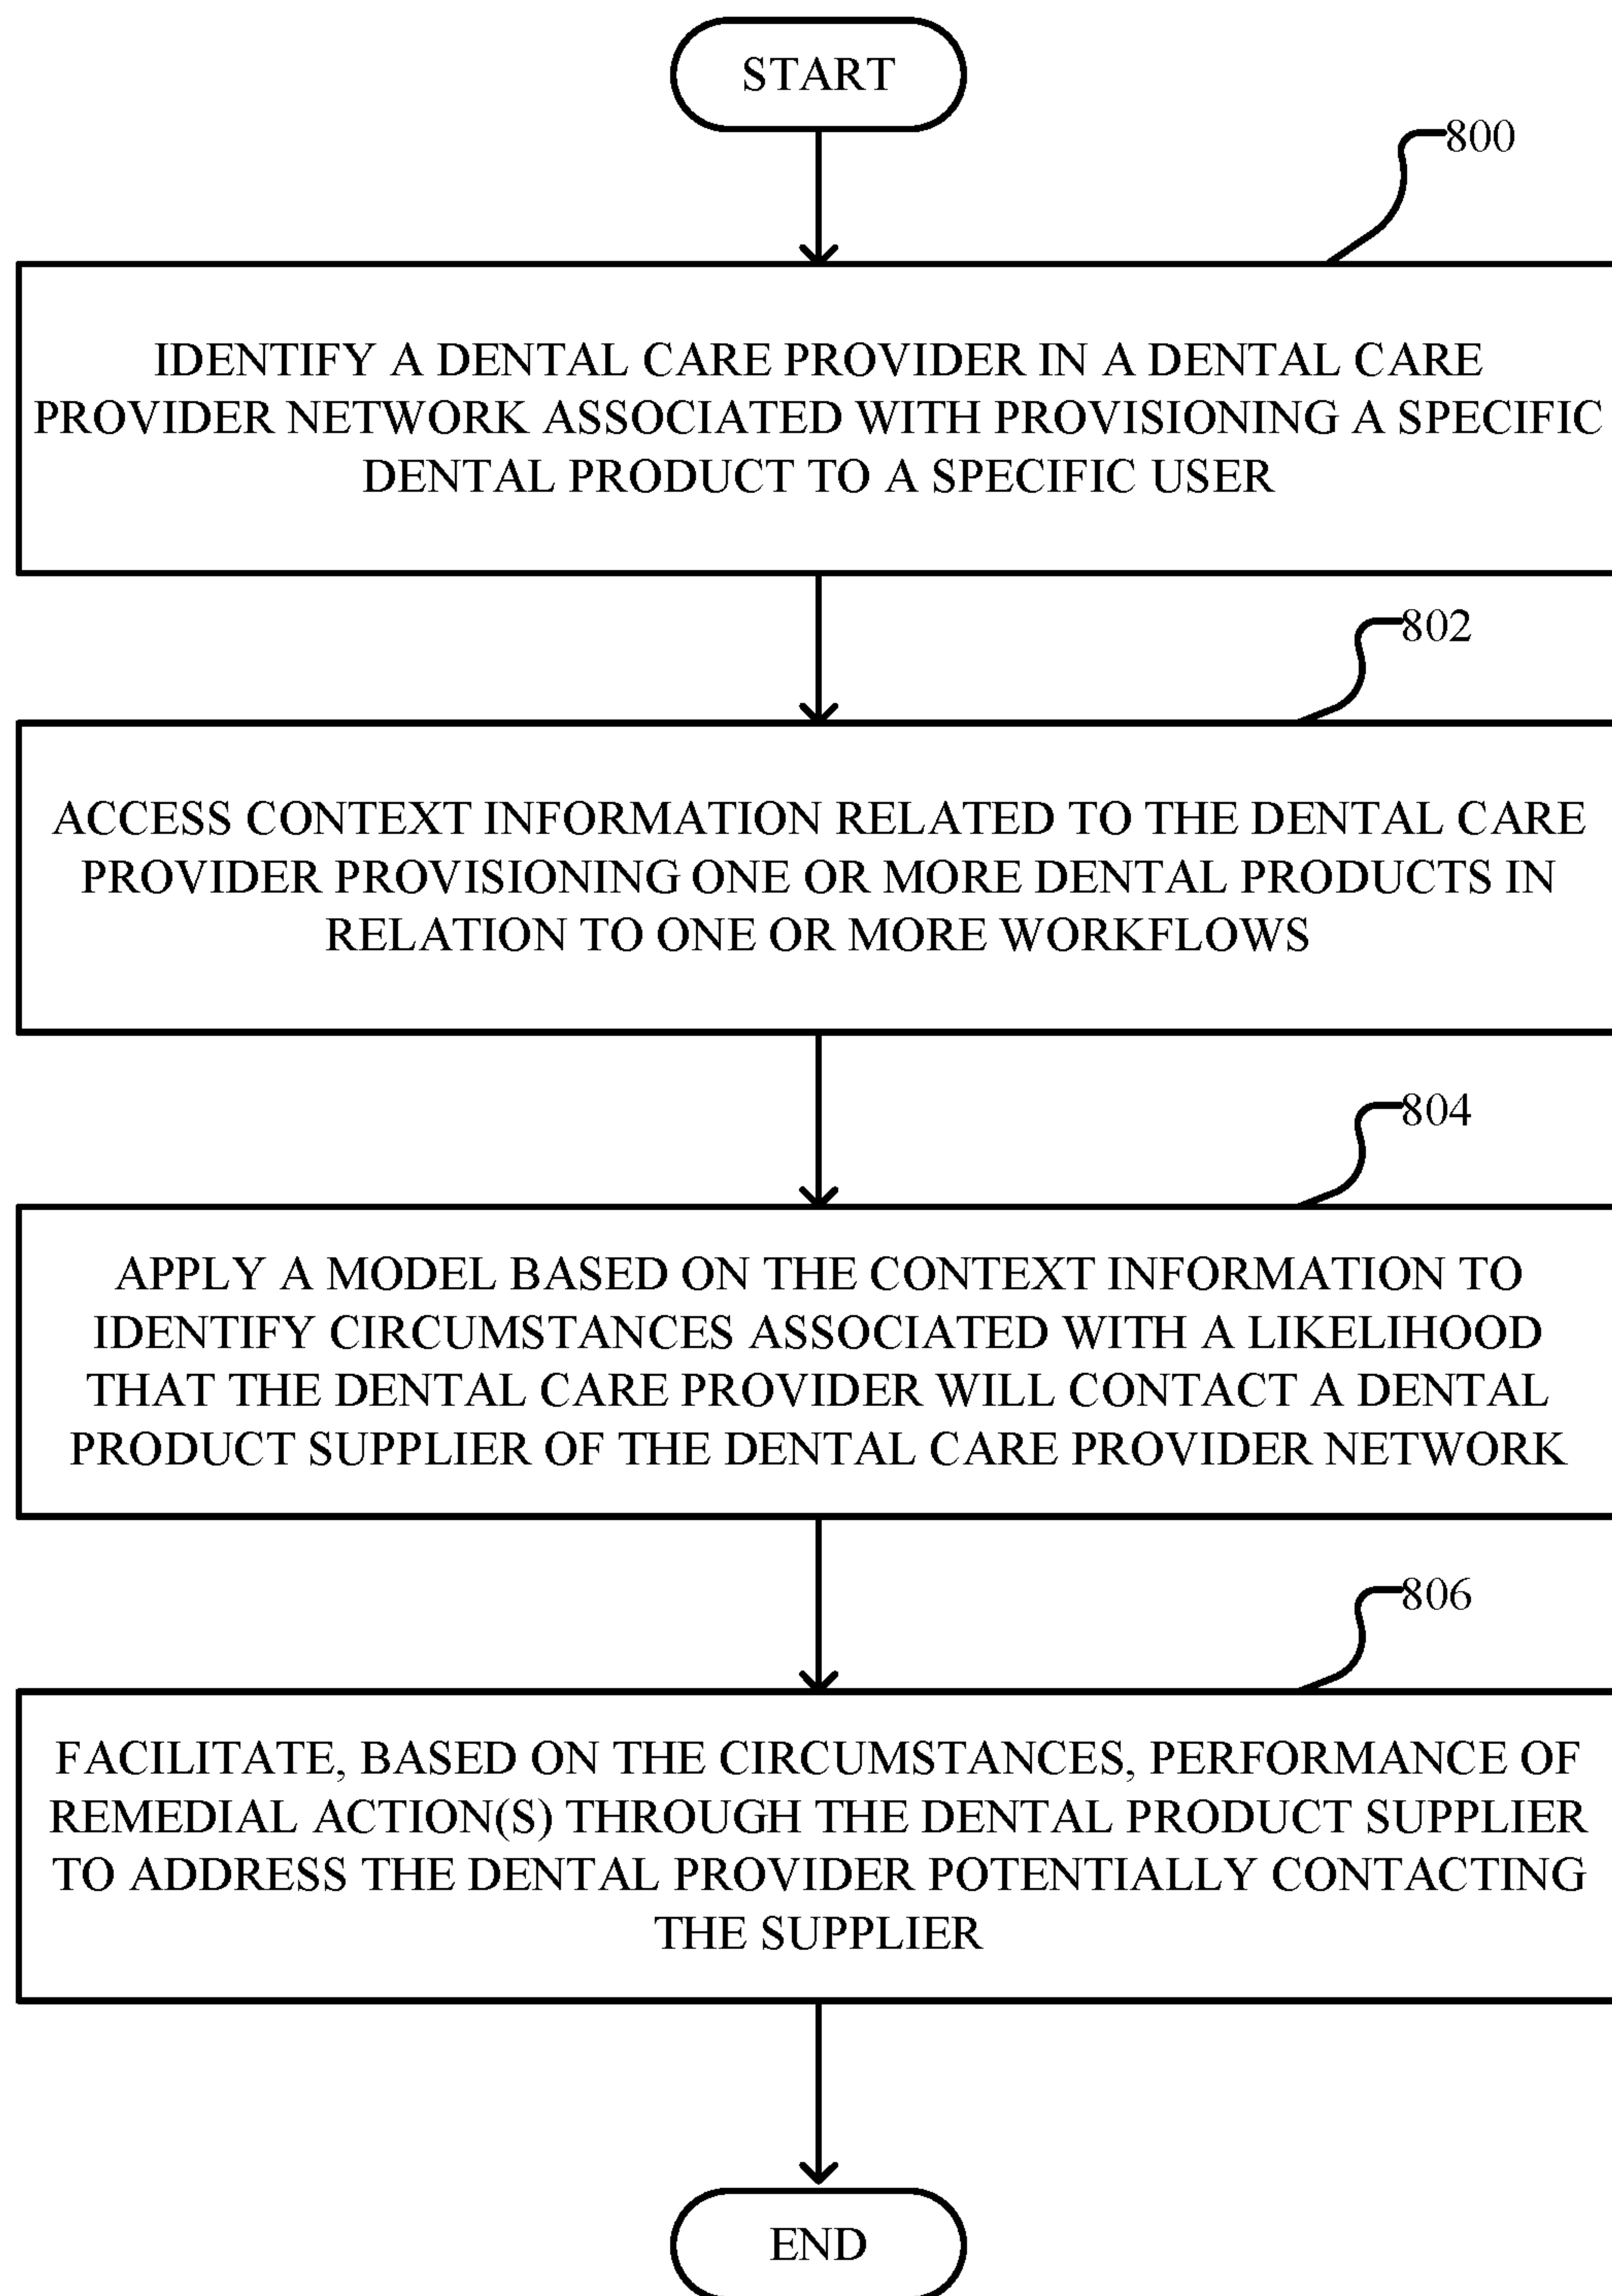 START
800
IDENTIFY A DENTAL CARE PROVIDER IN A DENTAL CARE
PROVIDER NETWORK ASSOCIATED WITH PROVISIONING A SPECIFIC
DENTAL PRODUCT TO A SPECIFIC USER
802
ACCESS CONTEXT INFORMATION RELATED TO THE DENTAL CARE
PROVIDER PROVISIONING ONE OR MORE DENTAL PRODUCTS IN
RELATION TO ONE OR MORE WORKFLOWS
804
APPLY A MODEL BASED ON THE CONTEXT INFORMATION TO
IDENTIFY CIRCUMSTANCES ASSOCIATED WITH A LIKELIHOOD
THAT THE DENTAL CARE PROVIDER WILL CONTACT A DENTAL
PRODUCT SUPPLIER OF THE DENTAL CARE PROVIDER NETWORK
806
FACILITATE, BASED ON THE CIRCUMSTANCES, PERFORMANCE OF
REMEDIAL ACTION(S) THROUGH THE DENTAL PRODUCT SUPPLIER
TO ADDRESS THE DENTAL PROVIDER POTENTIALLY CONTACTING
THE SUPPLIER
END